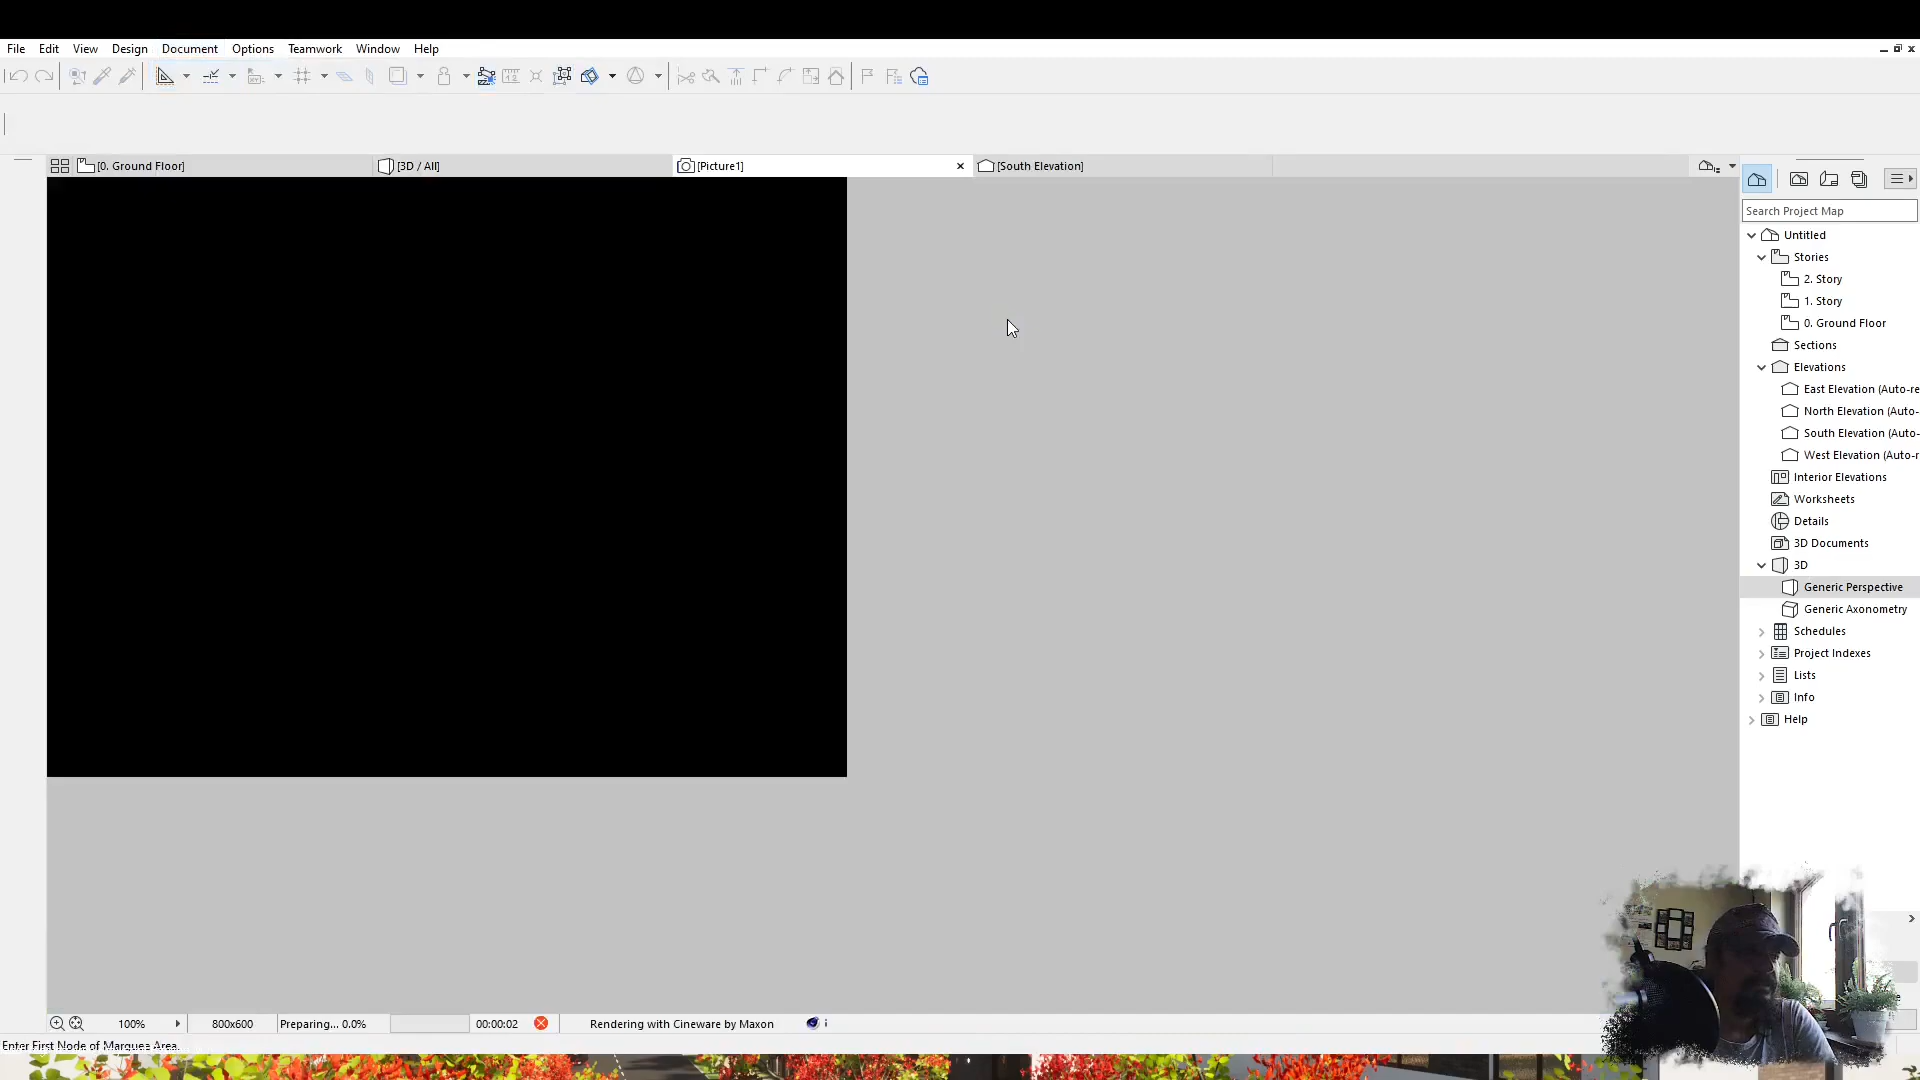 File Edit View Design Document Options Teamwork Window Help
[0. Ground Floor] [3D / All] [Picture1] [South Elevation]
Search Project Map
Untitled
Stories
2. Story
1. Story
0. Ground Floor
Sections
Elevations
East Elevation (Auto-re
North Elevation (Auto-
South Elevation (Auto-
West Elevation (Auto-r
Interior Elevations
Worksheets
Details
3D Documents
3D
Generic Perspective
Generic Axonometry
Schedules
Project Indexes
Lists
Info
Help
100% 800x600 Preparing... 0.0% 00:00:02 Rendering with Cineware by Maxon i
Enter First Node of Marquee Area.